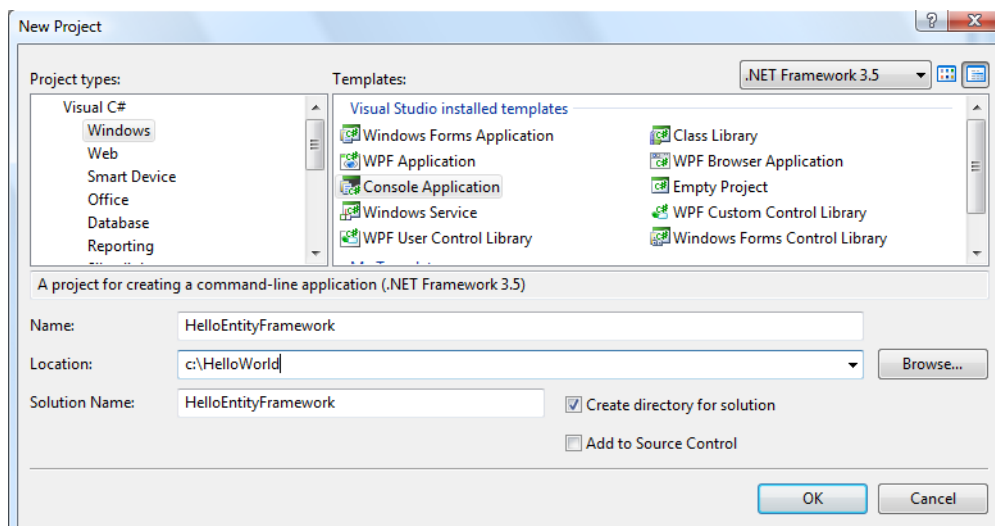 New Project
Project types:
Templates:
.NET Framework 3.5
Visual C#
Windows
Web
Smart Device
Office
Database
Reporting
Visual Studio installed templates
Windows Forms Application
Class Library
WPF Application
WPF Browser Application
Console Application
Empty Project
Windows Service
WPF Custom Control Library
WPF User Control Library
Windows Forms Control Library
A project for creating a command-line application (.NET Framework 3.5)
Name:
HelloEntityFramework
Location:
c:\HelloWorld
Browse...
Solution Name:
HelloEntityFramework
Create directory for solution
Add to Source Control
OK
Cancel